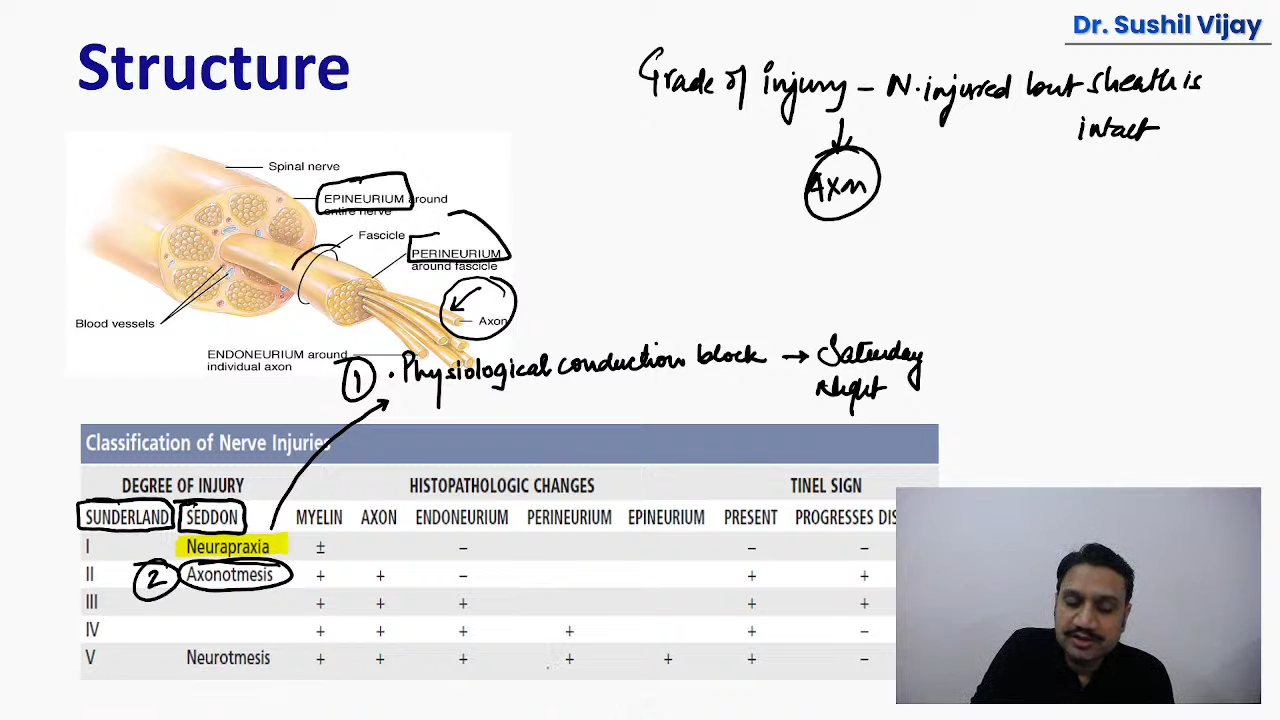 Dr. Sushil Vijay
Structure
Grade of injury – N. injured but sheath is
intact
Axn
Spinal nerve
EPINEURIUM around
entire nerve
Fascicle
PERINEURIUM
around fascicle
Axon
Blood vessels
ENDONEURIUM around
individual axon
1 . Physiological conduction block → Saturday
Night
Classification of Nerve Injuries
DEGREE OF INJURY HISTOPATHOLOGIC CHANGES TINEL SIGN
SUNDERLAND SEDDON MYELIN AXON ENDONEURIUM PERINEURIUM EPINEURIUM PRESENT PROGRESSES DIS
I Neurapraxia ± – – –
2
II Axonotmesis + + – + +
III + + + + +
IV + + + + + –
V Neurotmesis + + + + + + –